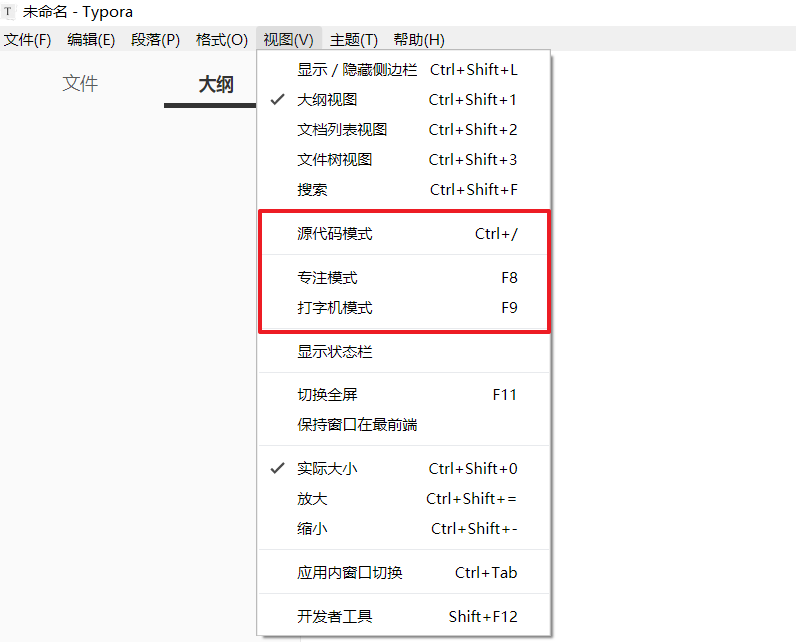 T 未命名 - Typora
文件(F) 编辑(E) 段落(P) 格式(O) 视图(V) 主题(T) 帮助(H)
文件 大纲
显示 / 隐藏侧边栏 Ctrl+Shift+L
大纲视图 Ctrl+Shift+1
文档列表视图 Ctrl+Shift+2
文件树视图 Ctrl+Shift+3
搜索 Ctrl+Shift+F
源代码模式 Ctrl+/
专注模式 F8
打字机模式 F9
显示状态栏
切换全屏 F11
保持窗口在最前端
实际大小 Ctrl+Shift+0
放大 Ctrl+Shift+=
缩小 Ctrl+Shift+-
应用内窗口切换 Ctrl+Tab
开发者工具 Shift+F12